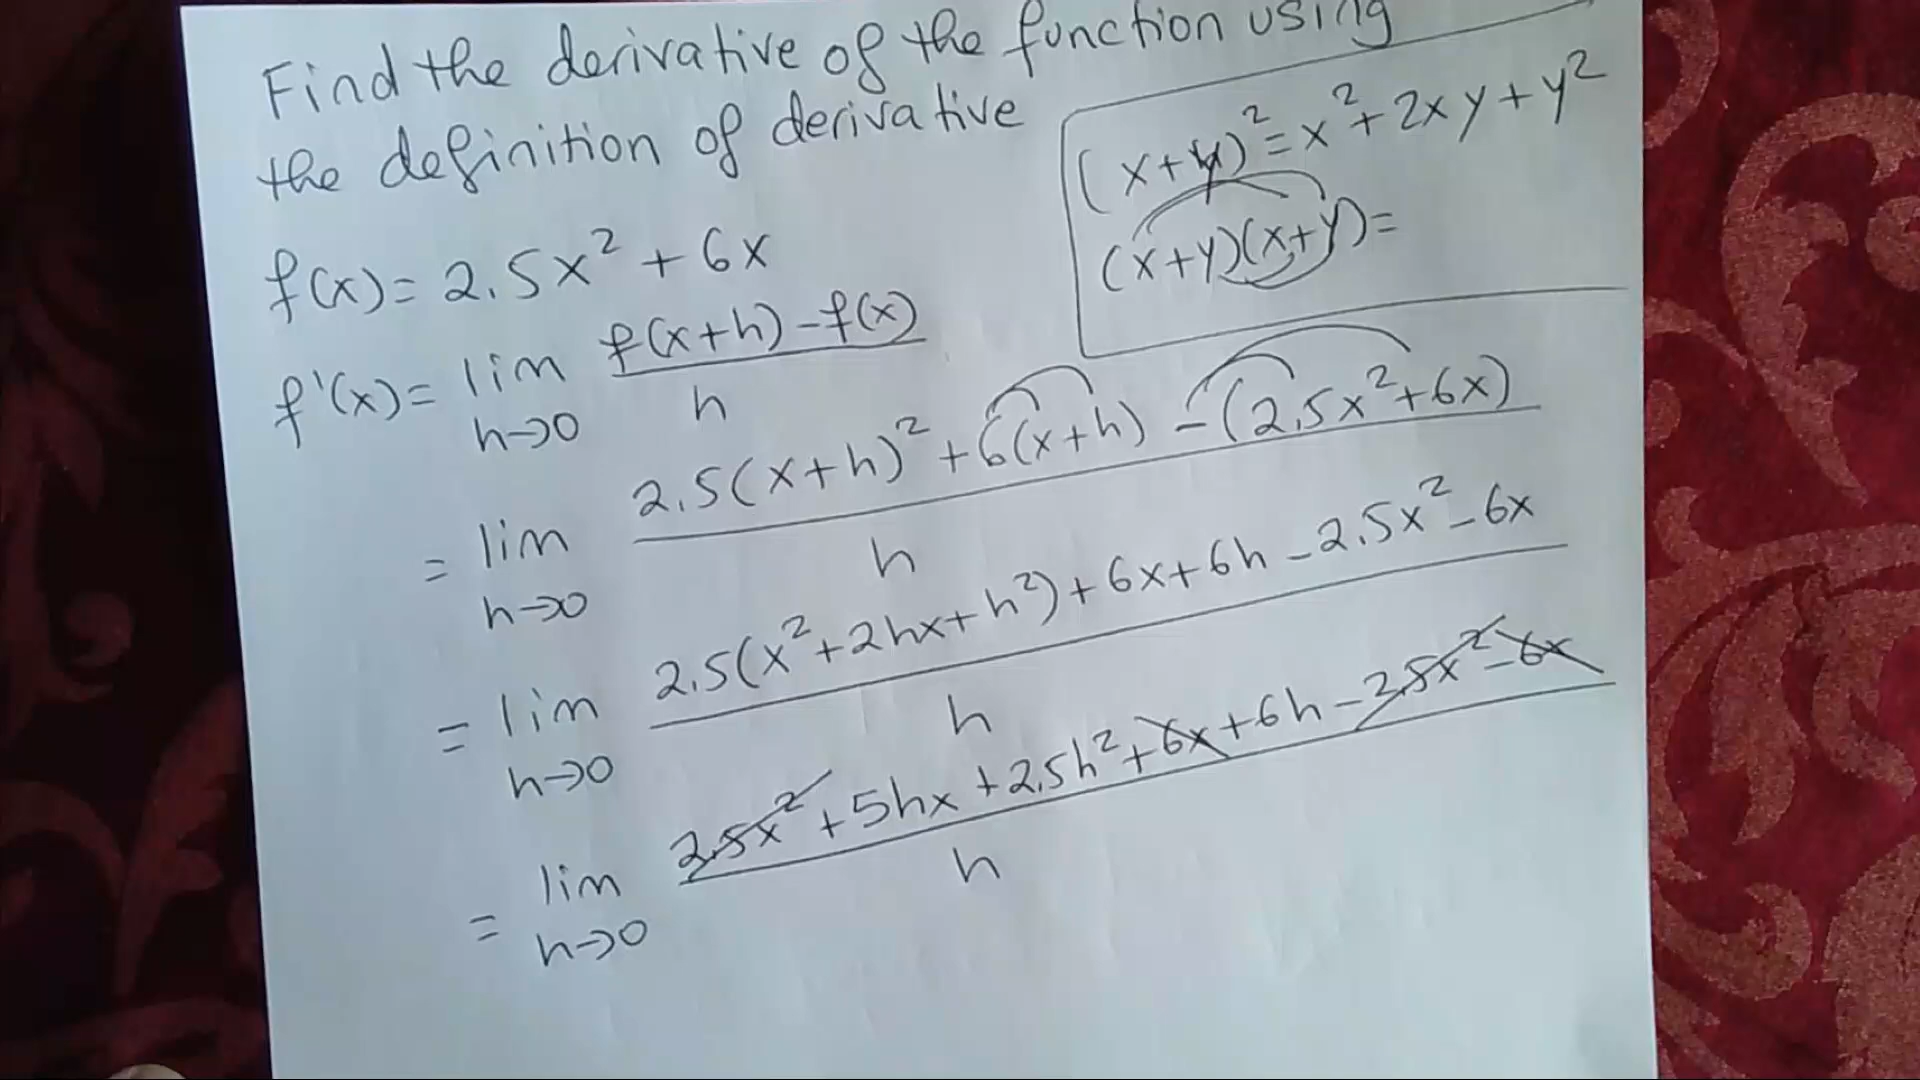 Find the derivative of the function using
the definition of derivative
(x+y)²=x²+2xy+y²
(x+y)(x+y)=
f(x)=2.5x²+6x
f'(x)= lim h→0 f(x+h)-f(x) / h
= lim h→0 2.5(x+h)²+6(x+h)-(2.5x²+6x) / h
= lim h→0 2.5(x²+2hx+h²)+6x+6h-2.5x²-6x / h
= lim h→0 2.5x²+5hx+2.5h²+6x+6h-2.5x²-6x / h